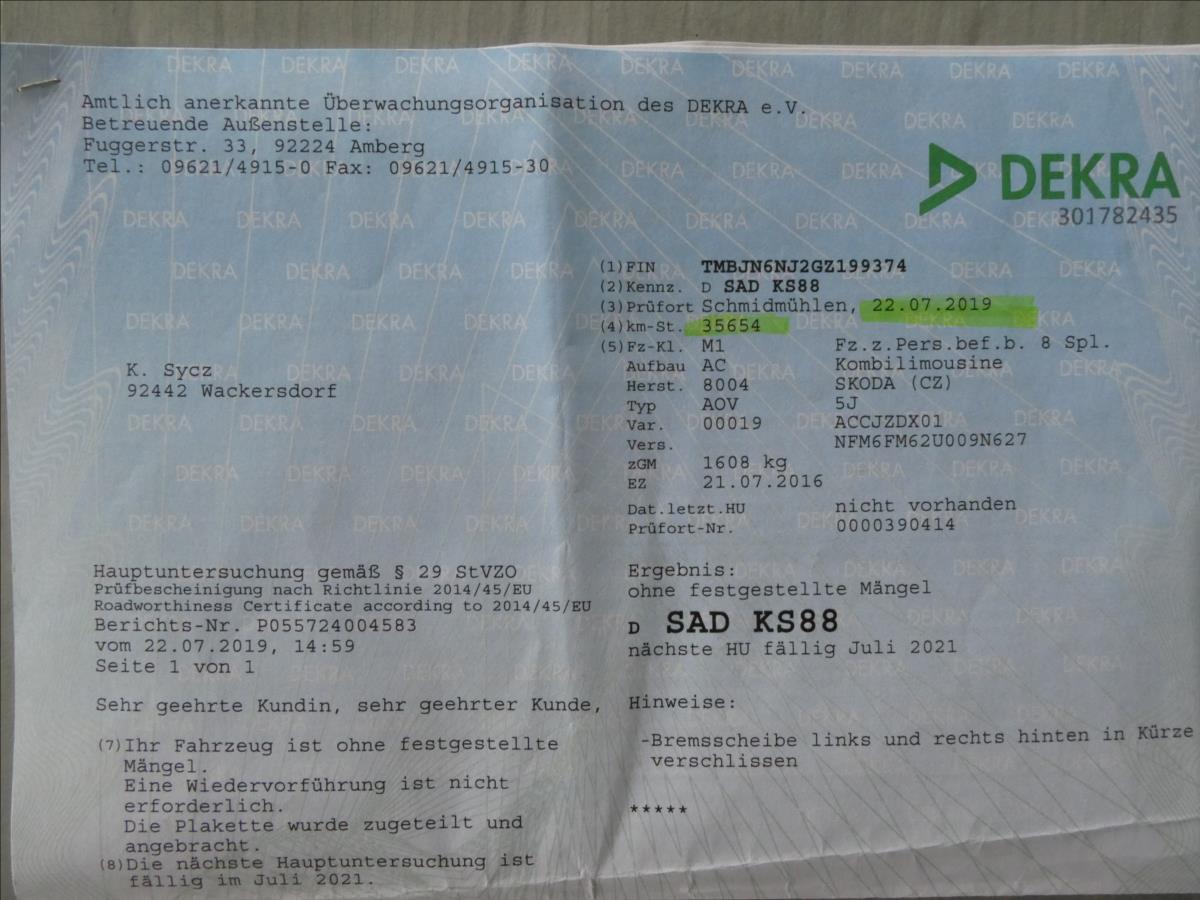 Amtlich anerkannte Überwachungsorganisation des DEKRA e.V.
Betreuende Außenstelle:
Fuggerstr. 33, 92224 Amberg
Tel.: 09621/4915-0 Fax: 09621/4915-30
DEKRA
301782435
(1)FIN TMBJN6NJ2GZ199374
(2)Kennz. D SAD KS88
(3)Prüfort Schmidmühlen, 22.07.2019
(4)km-St. 35654
(5)Fz-Kl. M1 Fz.z.Pers.bef.b. 8 Spl.
Aufbau AC Kombilimousine
Herst. 8004 SKODA (CZ)
Typ AOV 5J
Var. 00019 ACCJZDX01
Vers. NFM6FM62U009N627
zGM 1608 kg
EZ 21.07.2016
Dat.letzt.HU nicht vorhanden
Prüfort-Nr. 0000390414
K. Sycz
92442 Wackersdorf
Hauptuntersuchung gemäß § 29 StVZO
Prüfbescheinigung nach Richtlinie 2014/45/EU
Roadworthiness Certificate according to 2014/45/EU
Berichts-Nr. P055724004583
vom 22.07.2019, 14:59
Seite 1 von 1
Ergebnis:
ohne festgestellte Mängel
D SAD KS88
nächste HU fällig Juli 2021
Sehr geehrte Kundin, sehr geehrter Kunde,
(7)Ihr Fahrzeug ist ohne festgestellte
Mängel.
Eine Wiedervorführung ist nicht
erforderlich.
Die Plakette wurde zugeteilt und
angebracht.
(8)Die nächste Hauptuntersuchung ist
fällig im Juli 2021.
Hinweise:
-Bremsscheibe links und rechts hinten in Kürze
verschlissen
*****